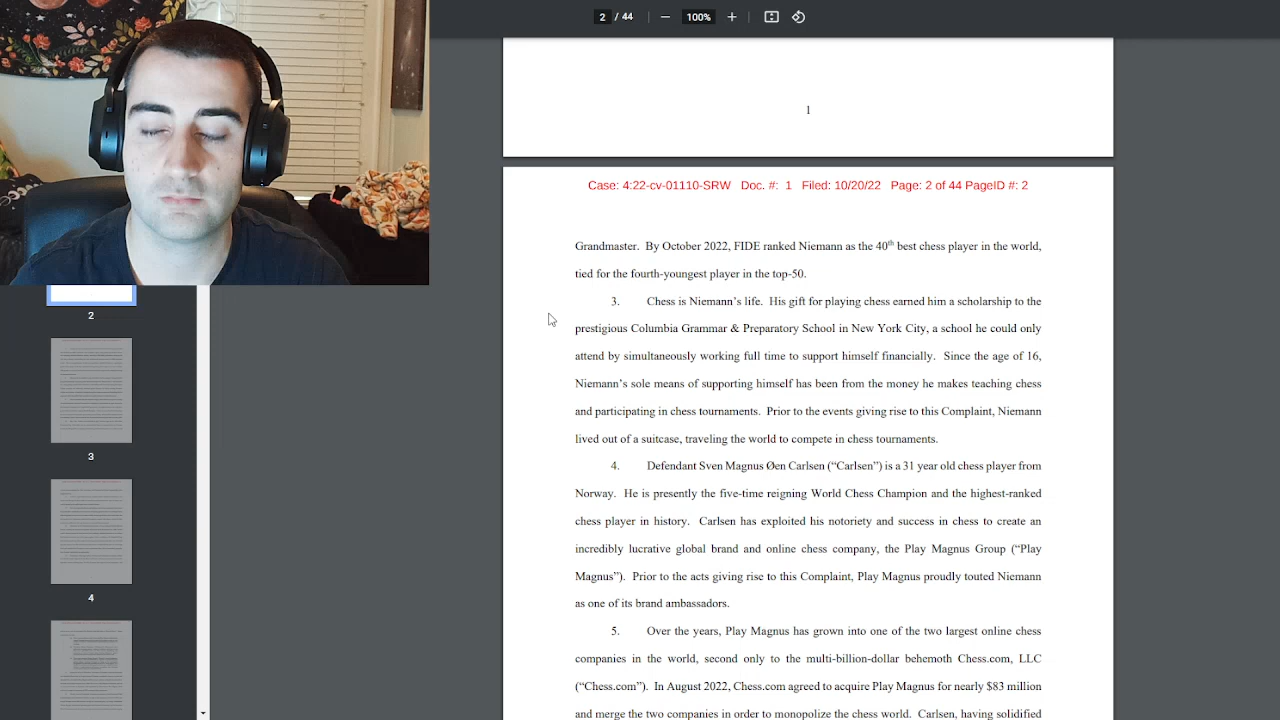 2 / 44 — 100% +
1
Case: 4:22-cv-01110-SRW Doc. #: 1 Filed: 10/20/22 Page: 2 of 44 PageID #: 2
Grandmaster. By October 2022, FIDE ranked Niemann as the 40th best chess player in the world,
tied for the fourth-youngest player in the top-50.
3. Chess is Niemann’s life. His gift for playing chess earned him a scholarship to the
prestigious Columbia Grammar & Preparatory School in New York City, a school he could only
attend by simultaneously working full time to support himself financially. Since the age of 16,
Niemann’s sole means of supporting himself has been from the money he makes teaching chess
and participating in chess tournaments. Prior to the events giving rise to this Complaint, Niemann
lived out of a suitcase, traveling the world to compete in chess tournaments.
4. Defendant Sven Magnus Øen Carlsen (“Carlsen”) is a 31 year old chess player from
Norway. He is presently the five-time reigning World Chess Champion and the highest-ranked
chess player in history. Carlsen has exploited his notoriety and success in chess to create an
incredibly lucrative global brand and online chess company, the Play Magnus Group (“Play
Magnus”). Prior to the acts giving rise to this Complaint, Play Magnus proudly touted Niemann
as one of its brand ambassadors.
5. Over the years, Play Magnus has grown into one of the two largest online chess
companies in the world, second only to the multi-billion-dollar behemoth Chess.com, LLC
(“Chess.com”). In August 2022, Chess.com agreed to acquire Play Magnus for nearly $83 million
and merge the two companies in order to monopolize the chess world. Carlsen, having solidified
2
3
4